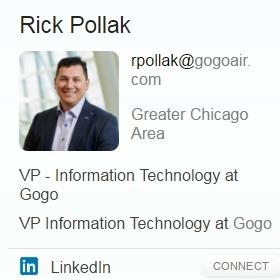 Rick Pollak
rpollak@gogoair.
com
Greater Chicago
Area
VP - Information Technology at
Gogo
VP Information Technology at Gogo
in LinkedIn
CONNECT